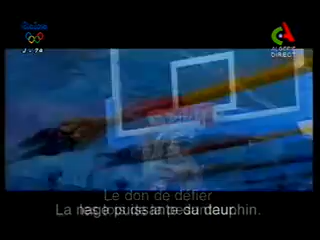 J - 74
ALGERIE
DIRECT
Le don de défier
La nage puissante du dauphin.